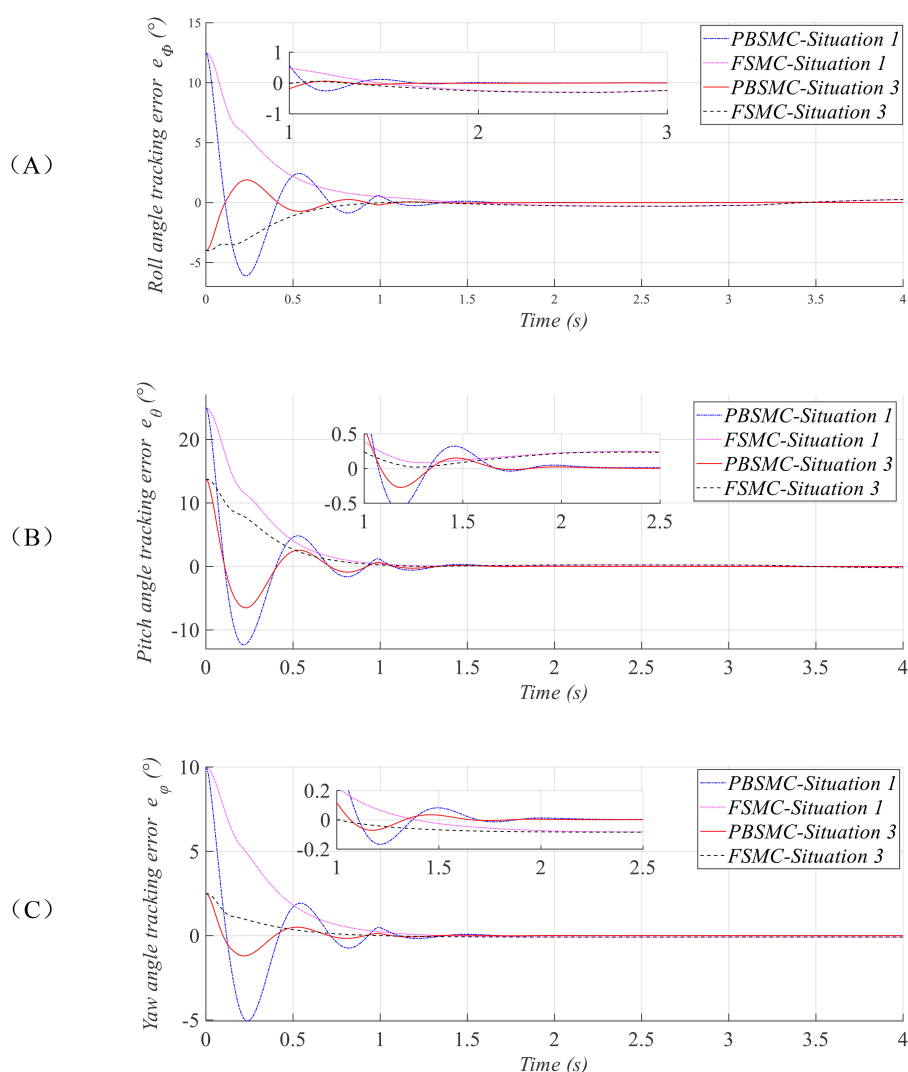 (A)
Roll angle tracking error e_Φ (°)
15
10
5
0
-5
1
0
-1
1
2
3
PBSMC-Situation 1
FSMC-Situation 1
PBSMC-Situation 3
FSMC-Situation 3
0
0.5
1
1.5
2
2.5
3
3.5
4
Time (s)
(B)
Pitch angle tracking error e_θ (°)
20
10
0
-10
0.5
0
-0.5
1
1.5
2
2.5
PBSMC-Situation 1
FSMC-Situation 1
PBSMC-Situation 3
FSMC-Situation 3
0
0.5
1
1.5
2
2.5
3
3.5
4
Time (s)
(C)
Yaw angle tracking error e_φ (°)
10
5
0
-5
0.2
0
-0.2
1
1.5
2
2.5
PBSMC-Situation 1
FSMC-Situation 1
PBSMC-Situation 3
FSMC-Situation 3
0
0.5
1
1.5
2
2.5
3
3.5
4
Time (s)